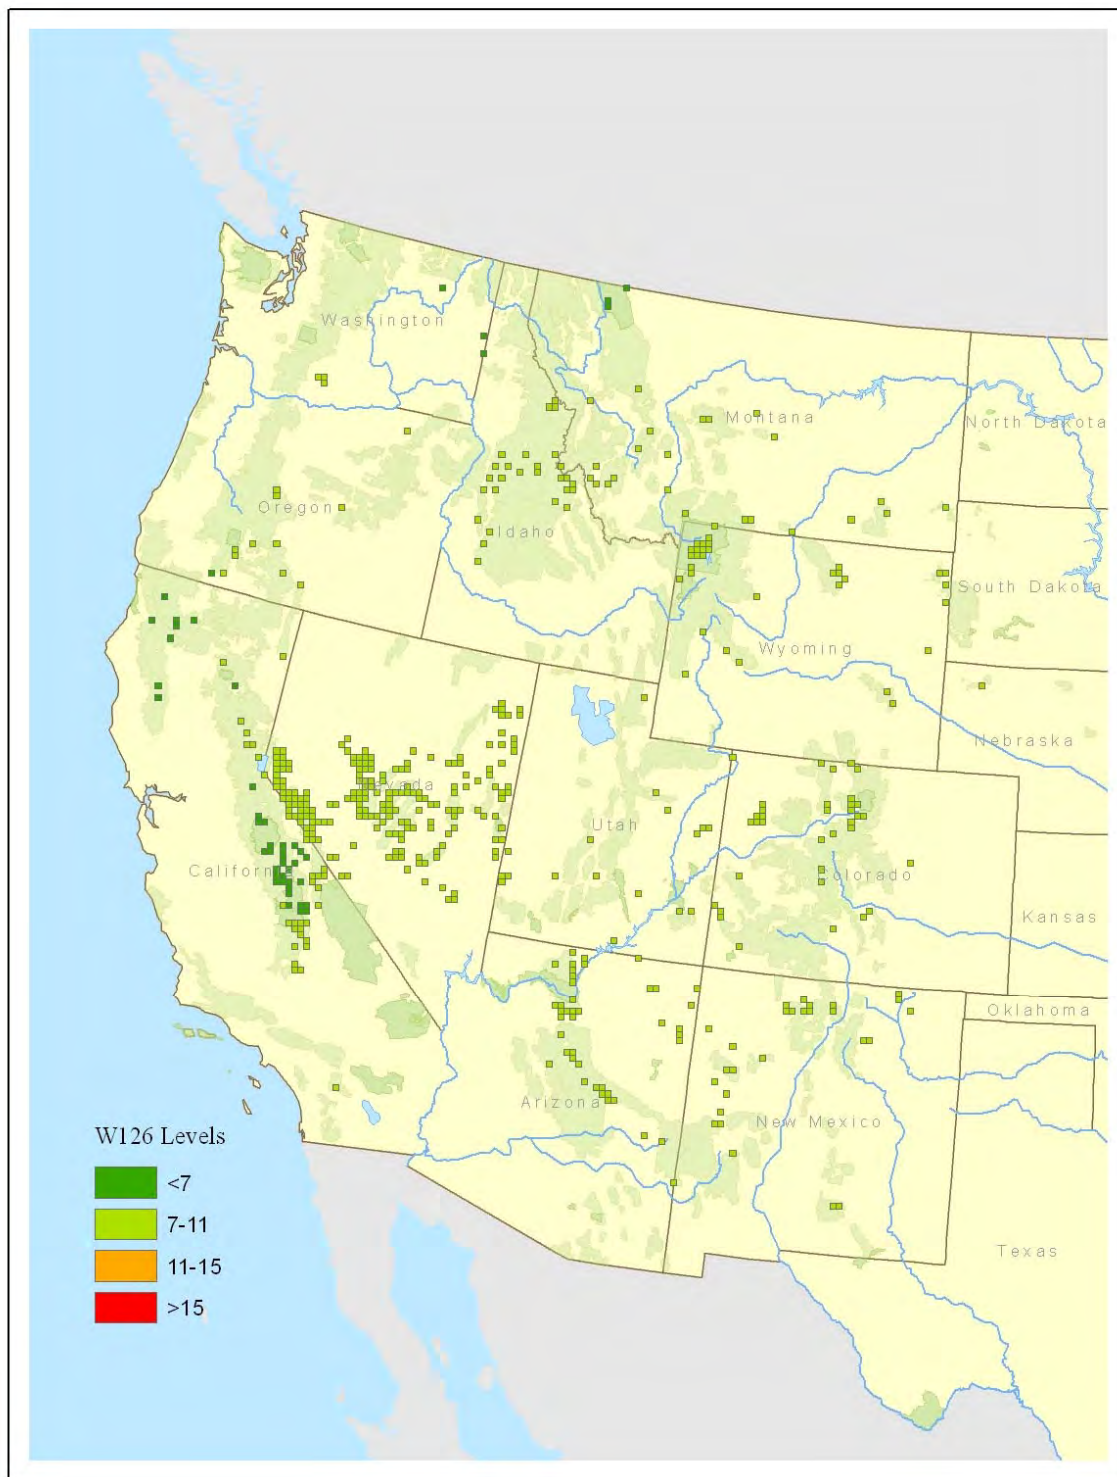 Washington
Montana
North Dakota
Oregon
Idaho
South Dakota
Wyoming
Nebraska
Nevada
Utah
California
Colorado
Kansas
Oklahoma
Arizona
New Mexico
Texas
W126 Levels
<7
7-11
11-15
>15